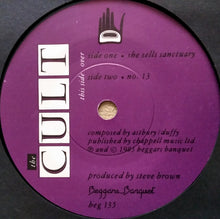 the CULT
this side over
side one • the sells sanctuary
side two • no. 13
composed by astbury/duffy
published by chappell music ltd
℗ and © 1985 beggars banquet
produced by steve brown
Beggars Banquet
beg 135